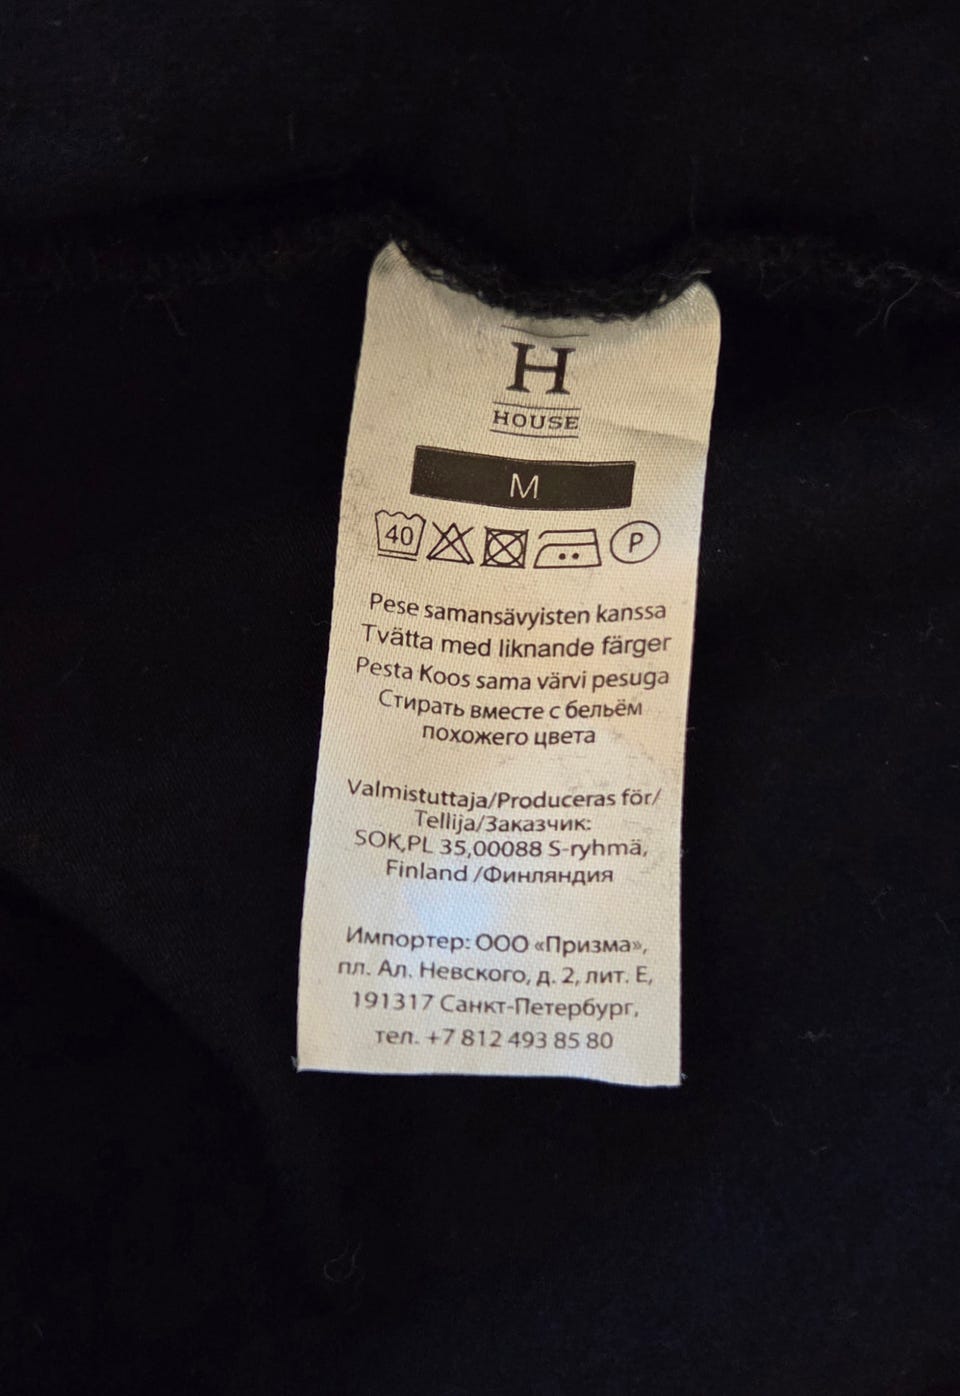 H
HOUSE
M
40 P
Pese samansävyisten kanssa
Tvätta med liknande färger
Pesta Koos sama värvi pesuga
Стирать вместе с бельём
похожего цвета
Valmistuttaja/Produceras för/
Tellija/Заказчик:
SOK,PL 35,00088 S-ryhmä,
Finland /Финляндия
Импортер: ООО «Призма»,
пл. Ал. Невского, д. 2, лит. Е,
191317 Санкт-Петербург,
тел. +7 812 493 85 80